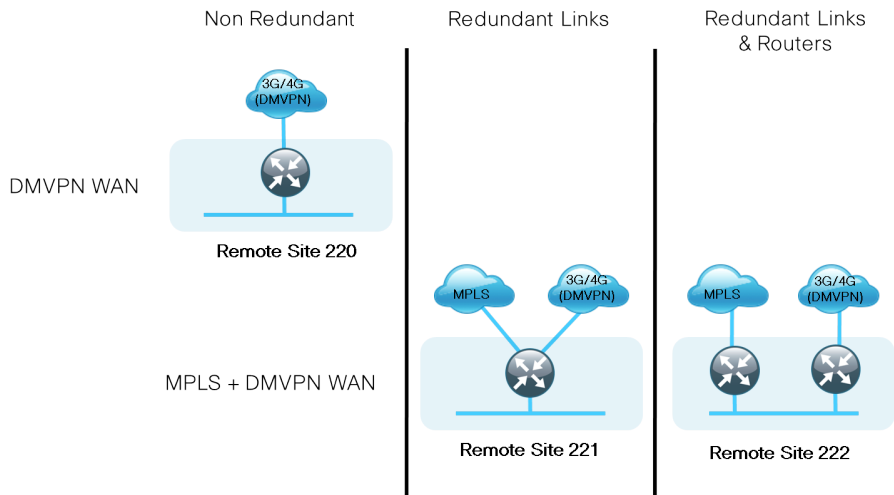 Non Redundant
Redundant Links
Redundant Links
& Routers
3G/4G
(DMVPN)
DMVPN WAN
Remote Site 220
MPLS
3G/4G
(DMVPN)
MPLS
3G/4G
(DMVPN)
MPLS + DMVPN WAN
Remote Site 221
Remote Site 222